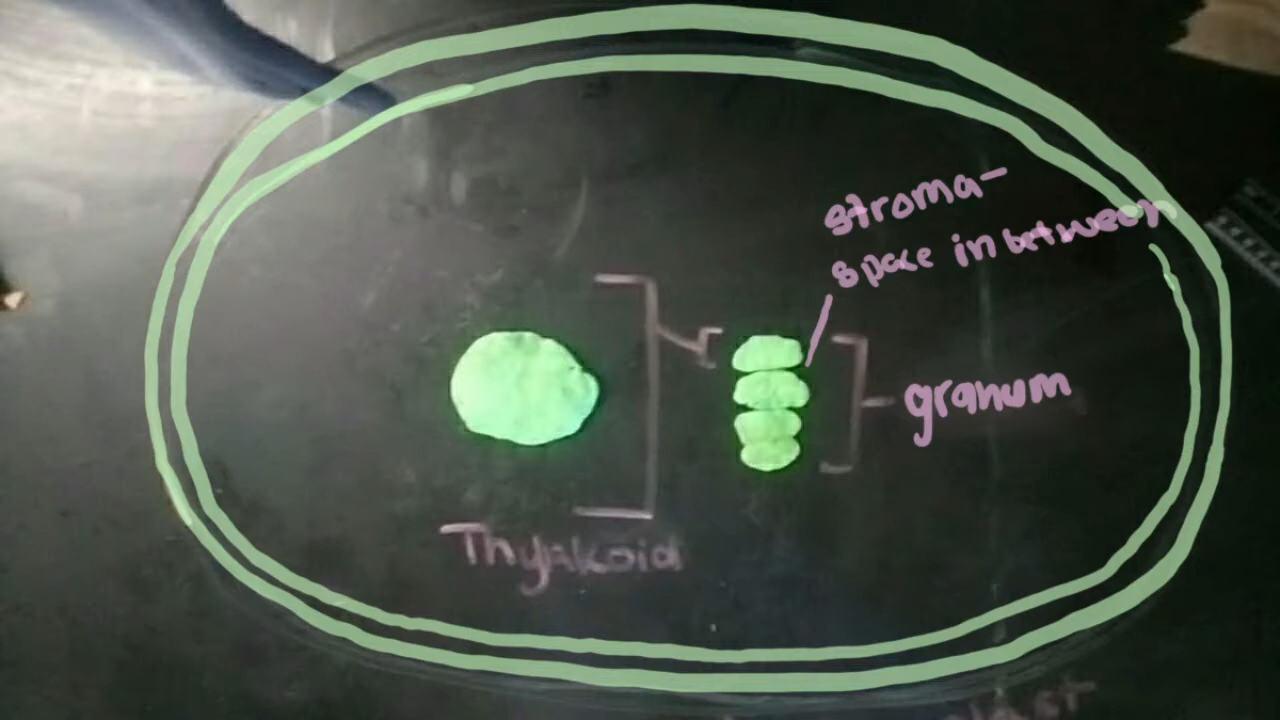 stroma-
space in between
granum
Thylakoid